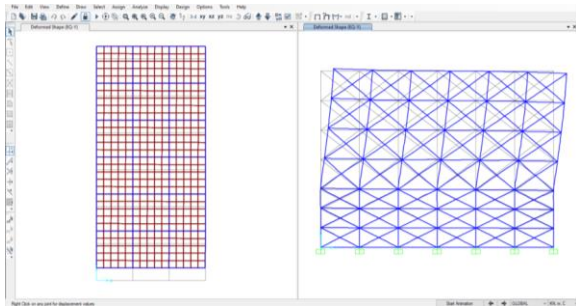 File Edit View Define Draw Select Assign Analyze Display Design Options Tools Help
Deformed Shape (EQ-Y)
Deformed Shape (EQ-Y)
Right Click on any joint for displacement values
Start Animation
GLOBAL
KN, m, C